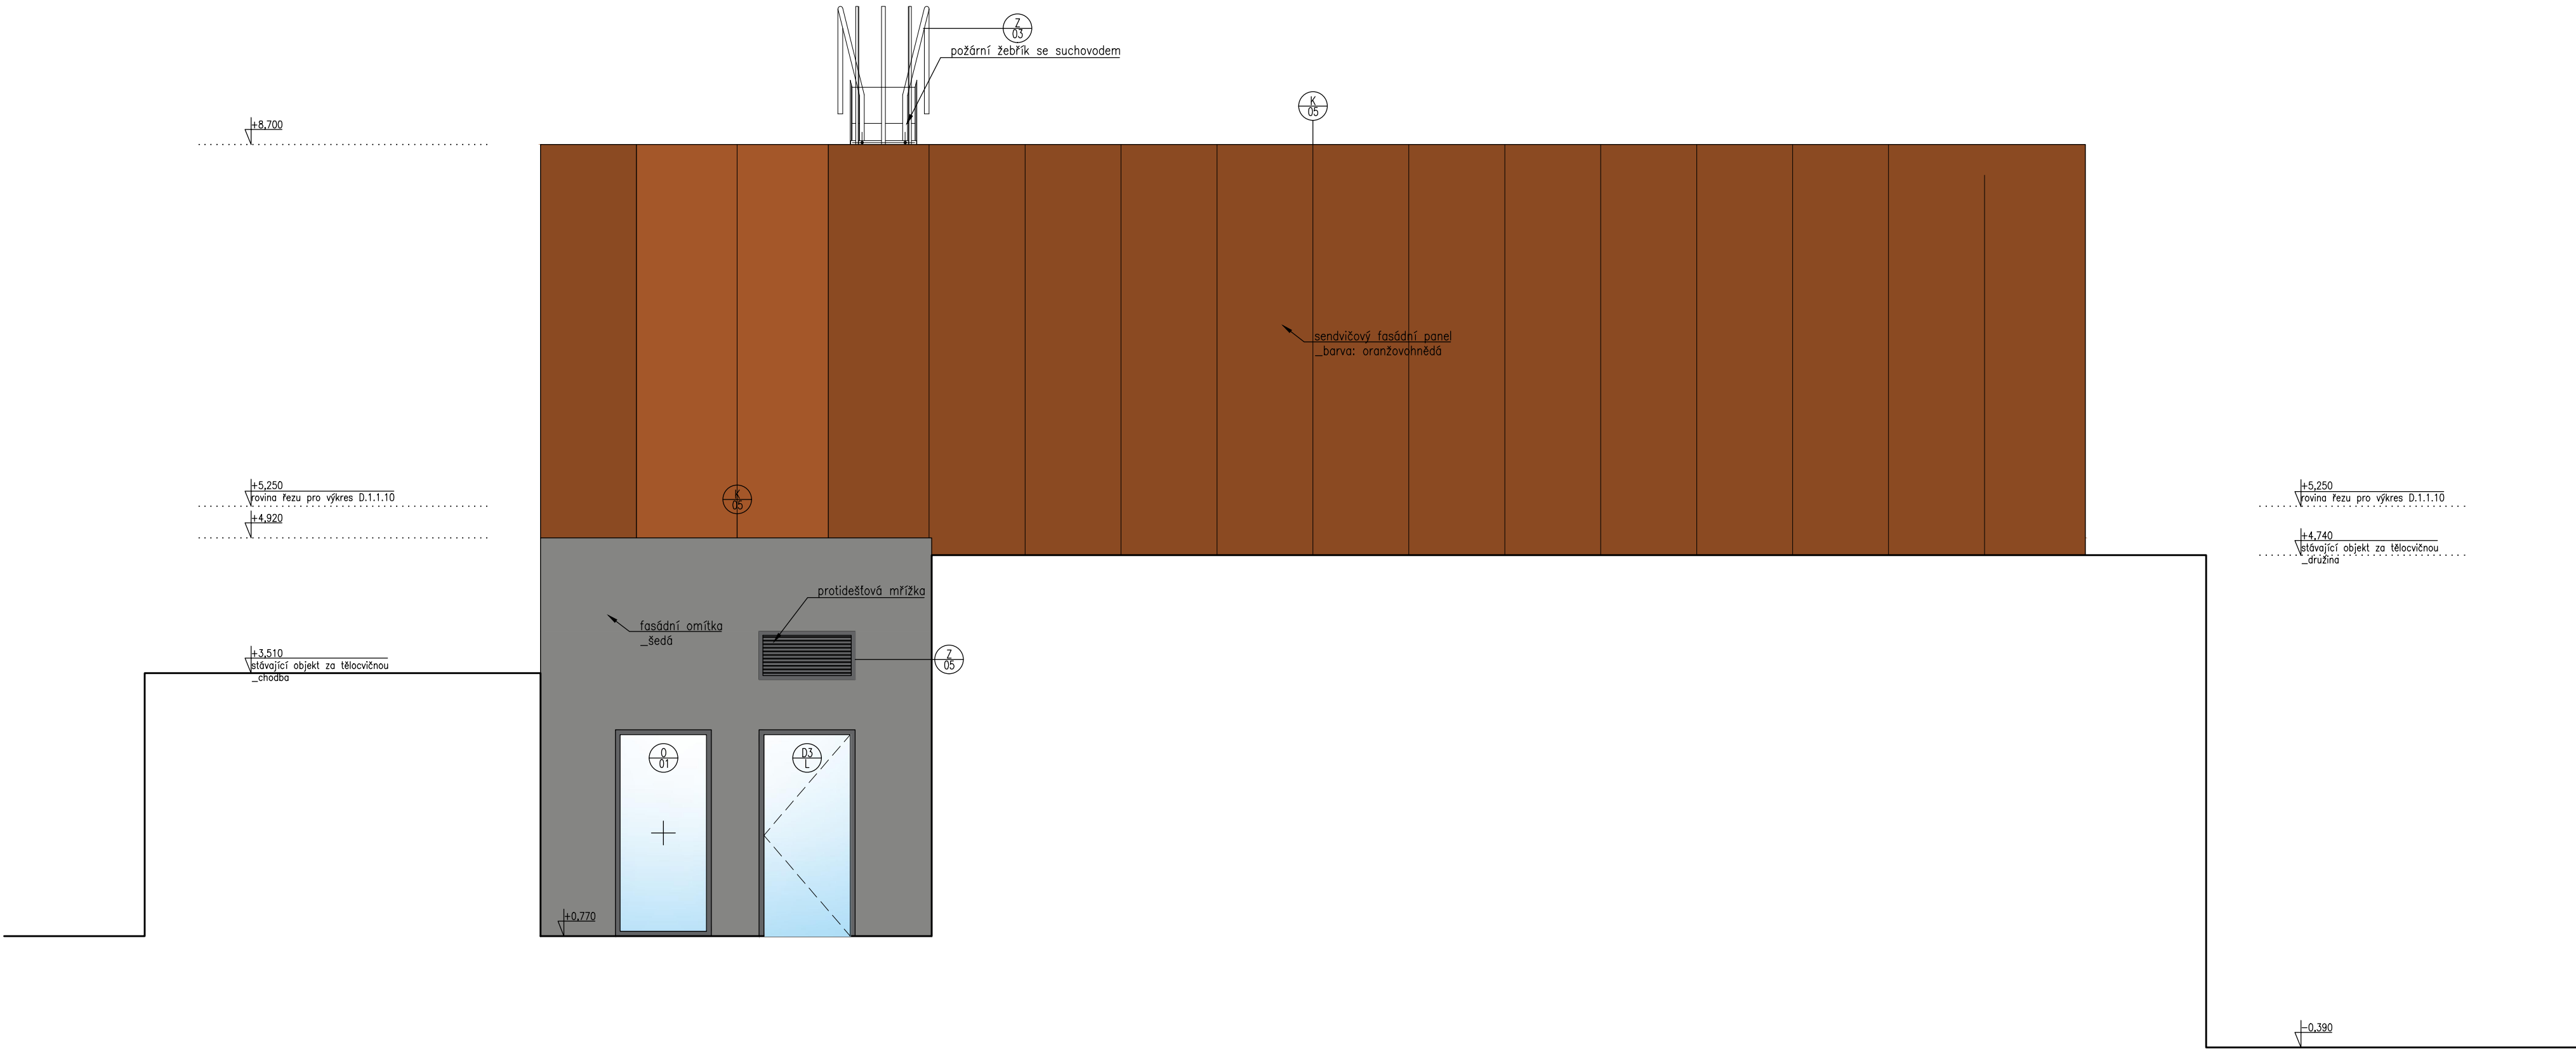 Z
03
požární žebřík se suchovodem
K
05
+8,700
sendvičový fasádní panel
_barva: oranžovohnědá
+5,250
rovina řezu pro výkres D.1.1.10
+4,920
K
05
+5,250
rovina řezu pro výkres D.1.1.10
+4,740
stávající objekt za tělocvičnou
_družina
protidešťová mřížka
fasádní omítka
_šedá
Z
05
+3,510
stávající objekt za tělocvičnou
_chodba
O
01
D3
L
+0,770
-0,390